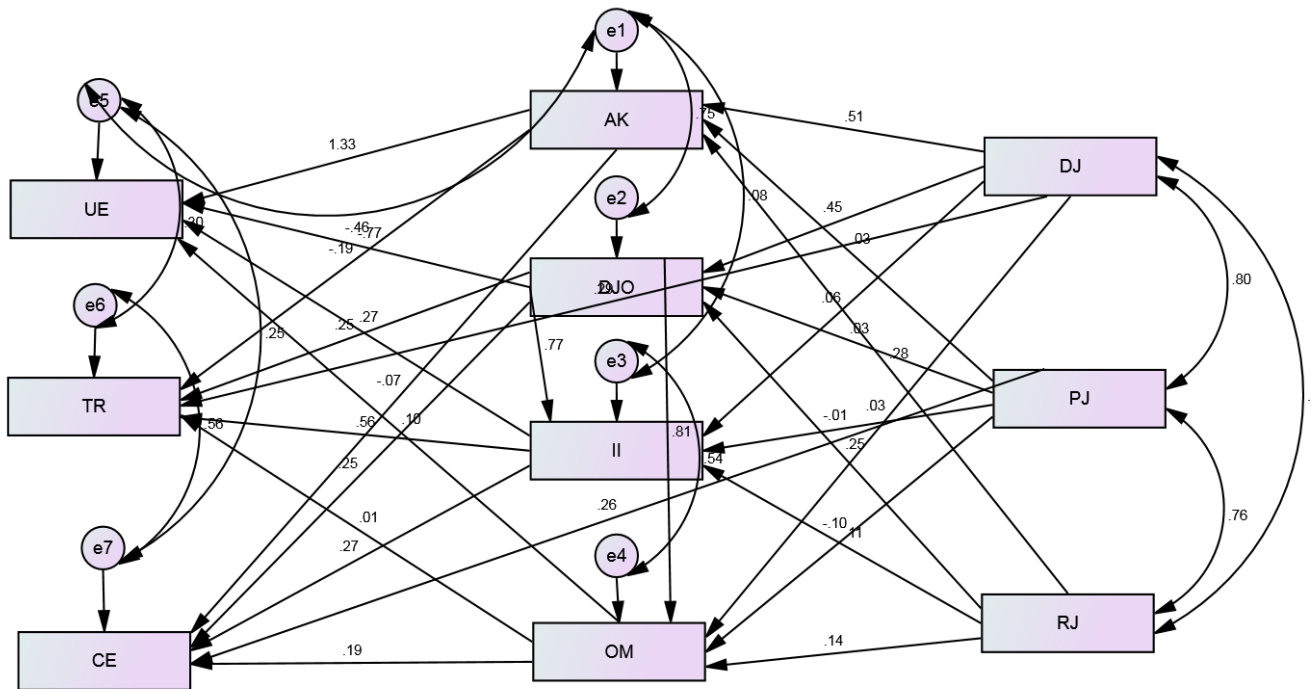 e1
e5
AK
.75
.51
DJ
1.33
e2
.08
UE
.20
.45
-.46
-.77
.03
-.19
DJO
.29
.80
e6
.06
.25
.25
.27
.03
.77
e3
.28
-.07
PJ
TR
.03
.56
.56
.10
-.01
.81
.25
II
.54
.25
.26
.01
.76
-.10
.11
.27
e7
e4
RJ
.14
OM
.19
CE
.